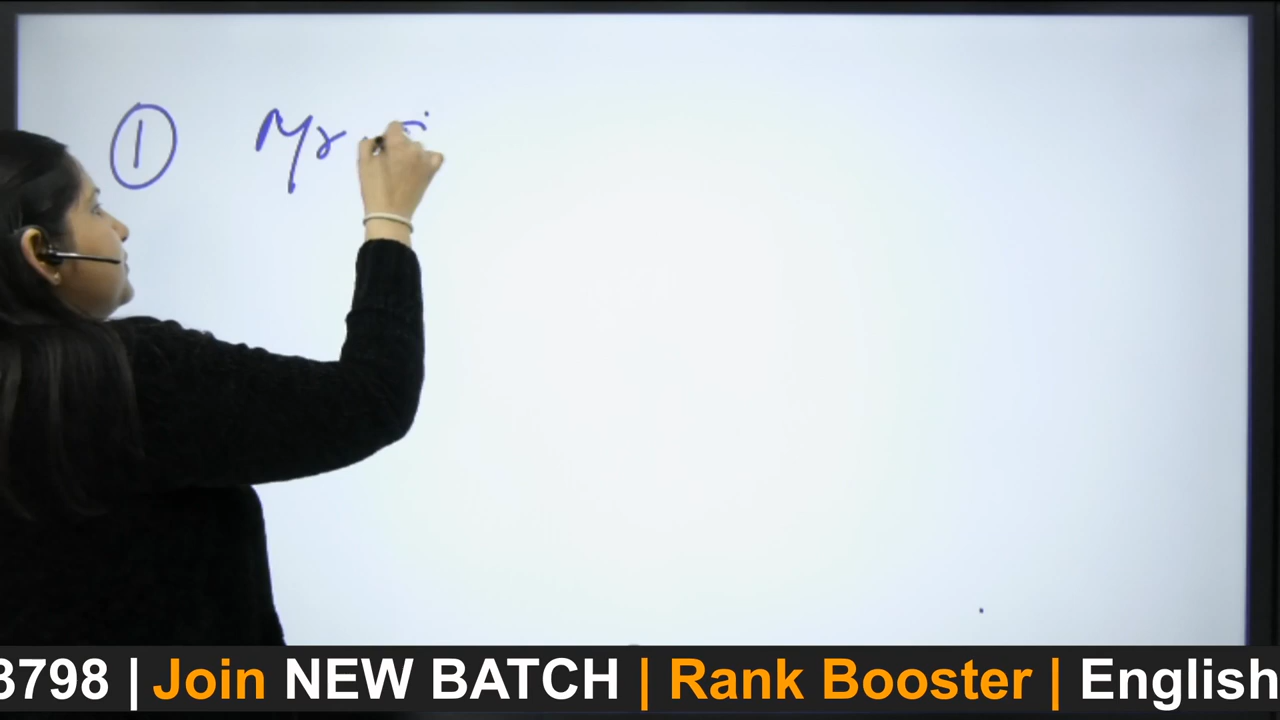 ① Mr
3798 | Join NEW BATCH | Rank Booster | English